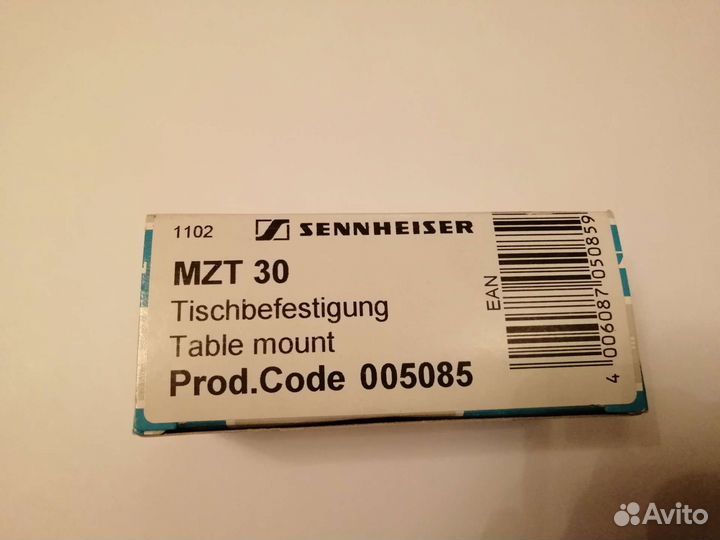 1102 SENNHEISER
MZT 30
Tischbefestigung
Table mount
Prod.Code 005085
EAN
4 006087 050859
Avito